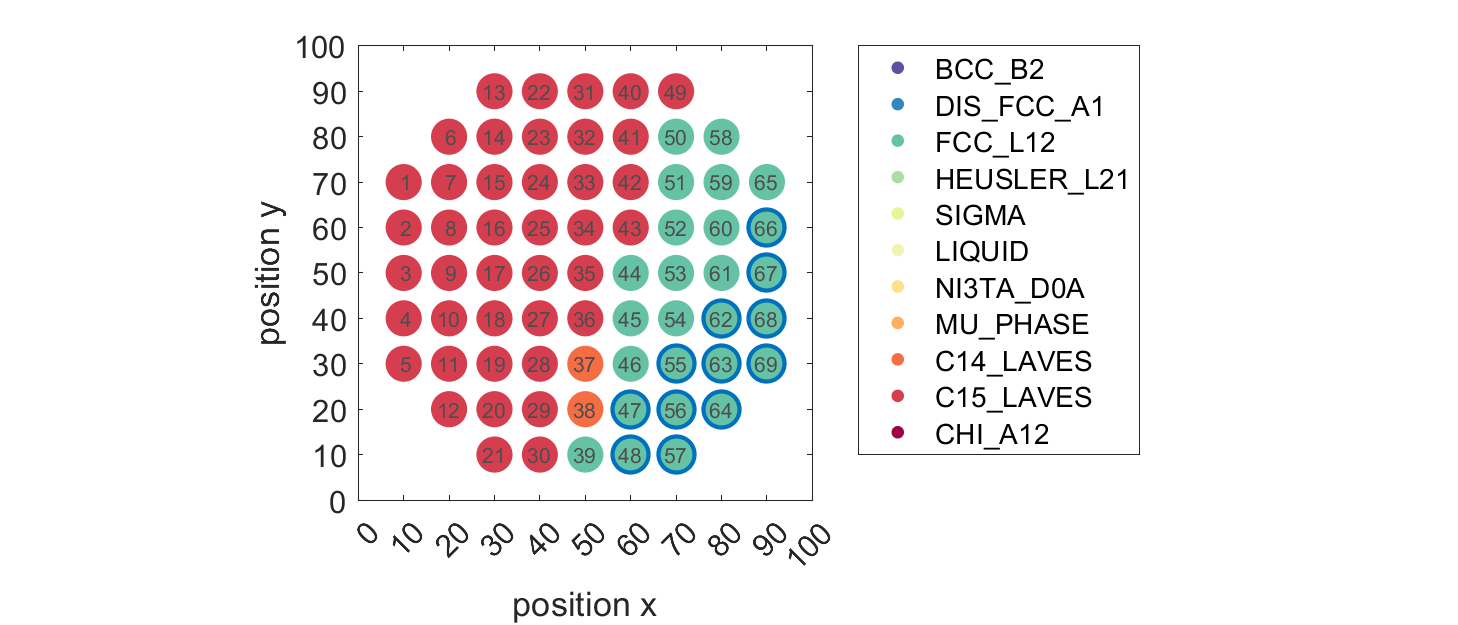 100
90
80
70
60
50
40
30
20
10
0
position y
13 22 31 40 49
6 14 23 32 41 50 58
1 7 15 24 33 42 51 59 65
2 8 16 25 34 43 52 60 66
3 9 17 26 35 44 53 61 67
4 10 18 27 36 45 54 62 68
5 11 19 28 37 46 55 63 69
12 20 29 38 47 56 64
21 30 39 48 57
0 10 20 30 40 50 60 70 80 90 100
position x
BCC_B2
DIS_FCC_A1
FCC_L12
HEUSLER_L21
SIGMA
LIQUID
NI3TA_D0A
MU_PHASE
C14_LAVES
C15_LAVES
CHI_A12